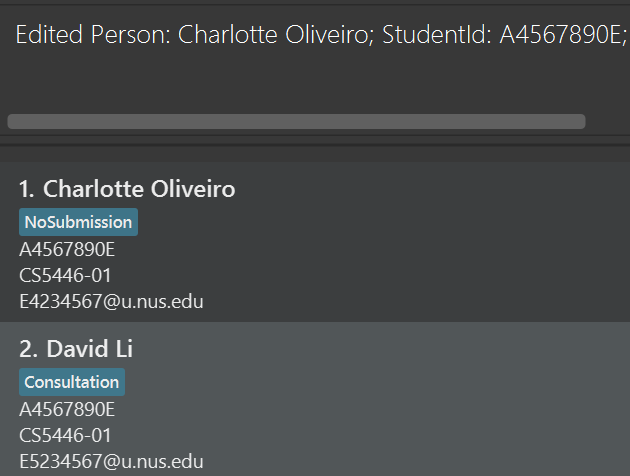 Edited Person: Charlotte Oliveiro; StudentId: A4567890E;
1. Charlotte Oliveiro
NoSubmission
A4567890E
CS5446-01
E4234567@u.nus.edu
2. David Li
Consultation
A4567890E
CS5446-01
E5234567@u.nus.edu